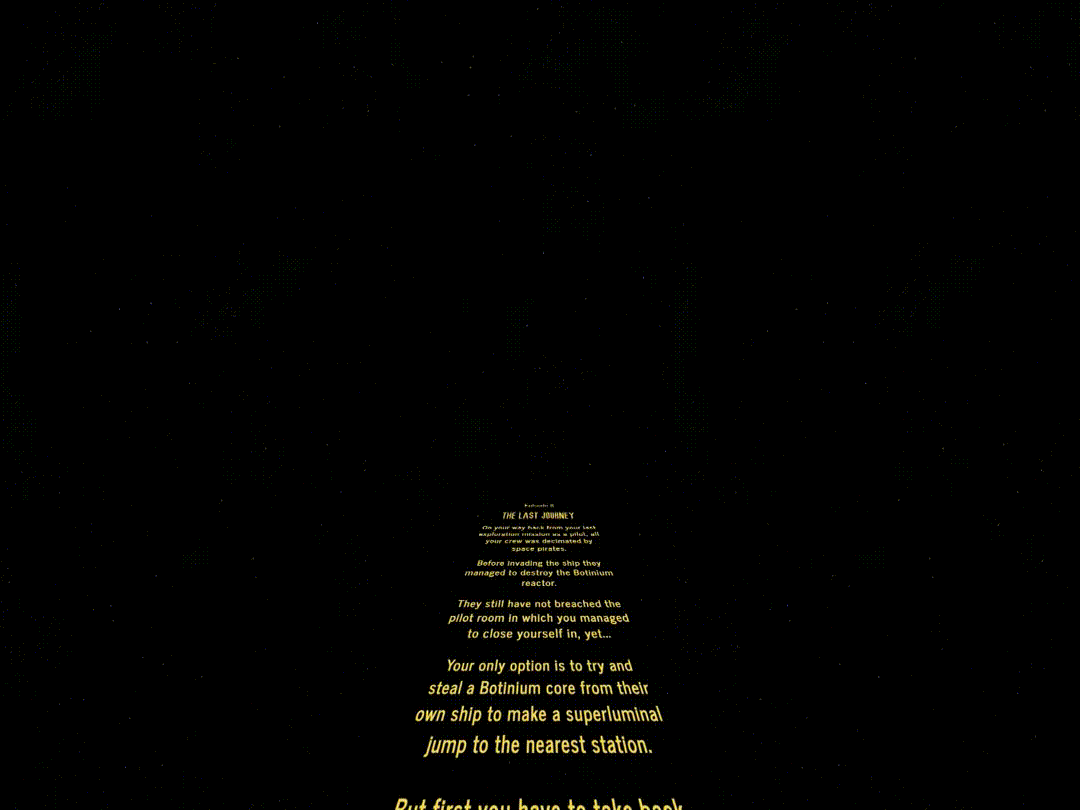 THE LAST JOURNEY
On your way back from your last
exploration mission as a pilot, all
your crew was decimated by
space pirates.
Before invading the ship they
managed to destroy the Botinium
reactor.
They still have not breached the
pilot room in which you managed
to close yourself in, yet...
Your only option is to try and
steal a Botinium core from their
own ship to make a superluminal
jump to the nearest station.
But first you have to take back